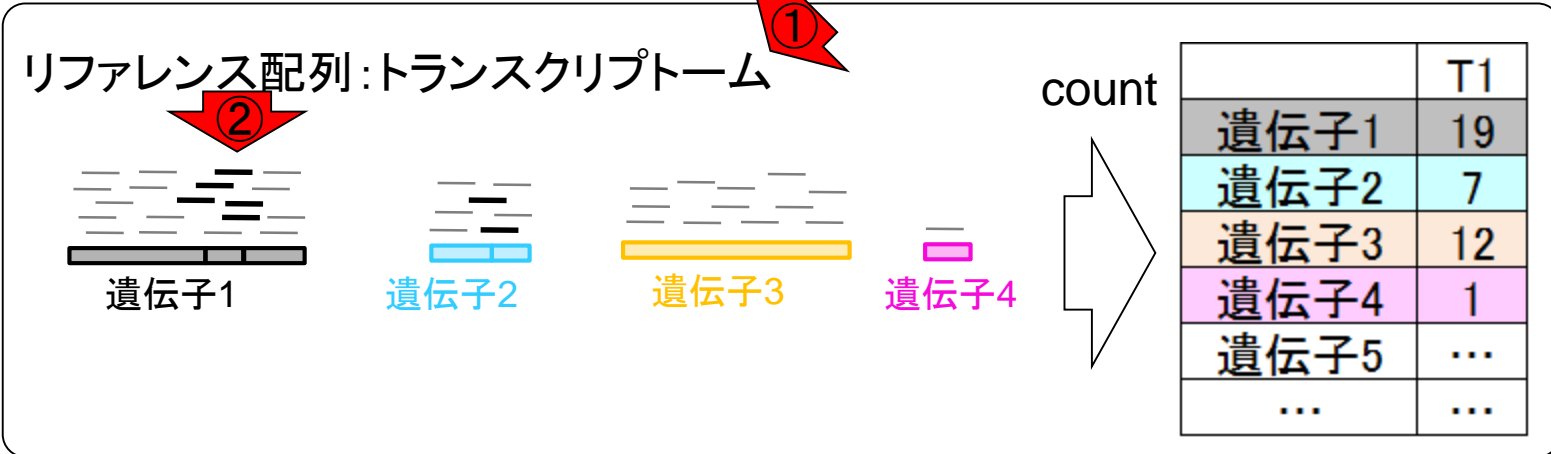 ①
リファレンス配列:トランスクリプトーム
②
遺伝子1
遺伝子2
遺伝子3
遺伝子4
count
T1
遺伝子1 19
遺伝子2 7
遺伝子3 12
遺伝子4 1
遺伝子5 …
… …